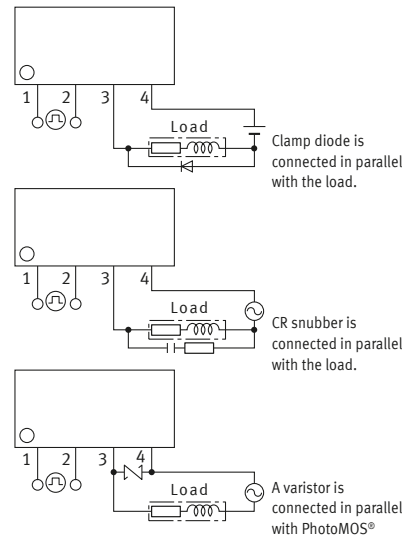 1 2 3 4
Load
Clamp diode is
connected in parallel
with the load.
1 2 3 4
Load
CR snubber is
connected in parallel
with the load.
1 2 3 4
Load
A varistor is
connected in parallel
with PhotoMOS®